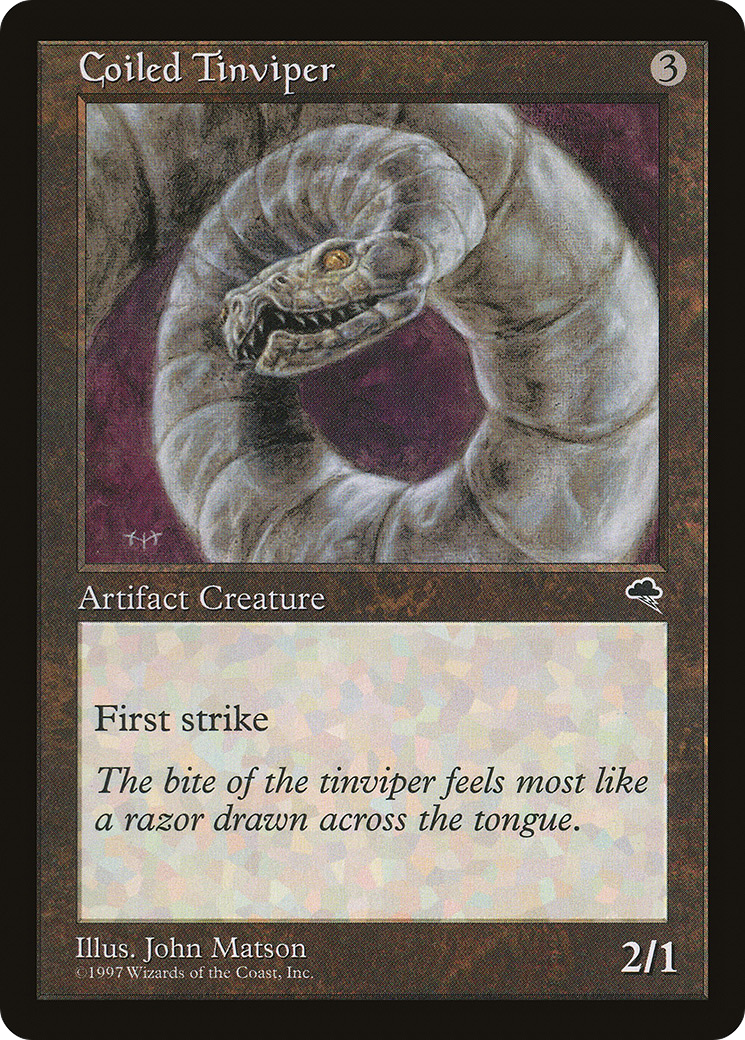 Coiled Tinviper
3
Artifact Creature
First strike
The bite of the tinviper feels most like
a razor drawn across the tongue.
Illus. John Matson
©1997 Wizards of the Coast, Inc.
2/1